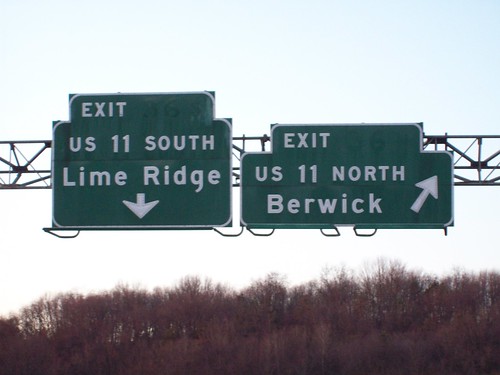 EXIT
US 11 SOUTH
Lime Ridge
EXIT
US 11 NORTH
Berwick